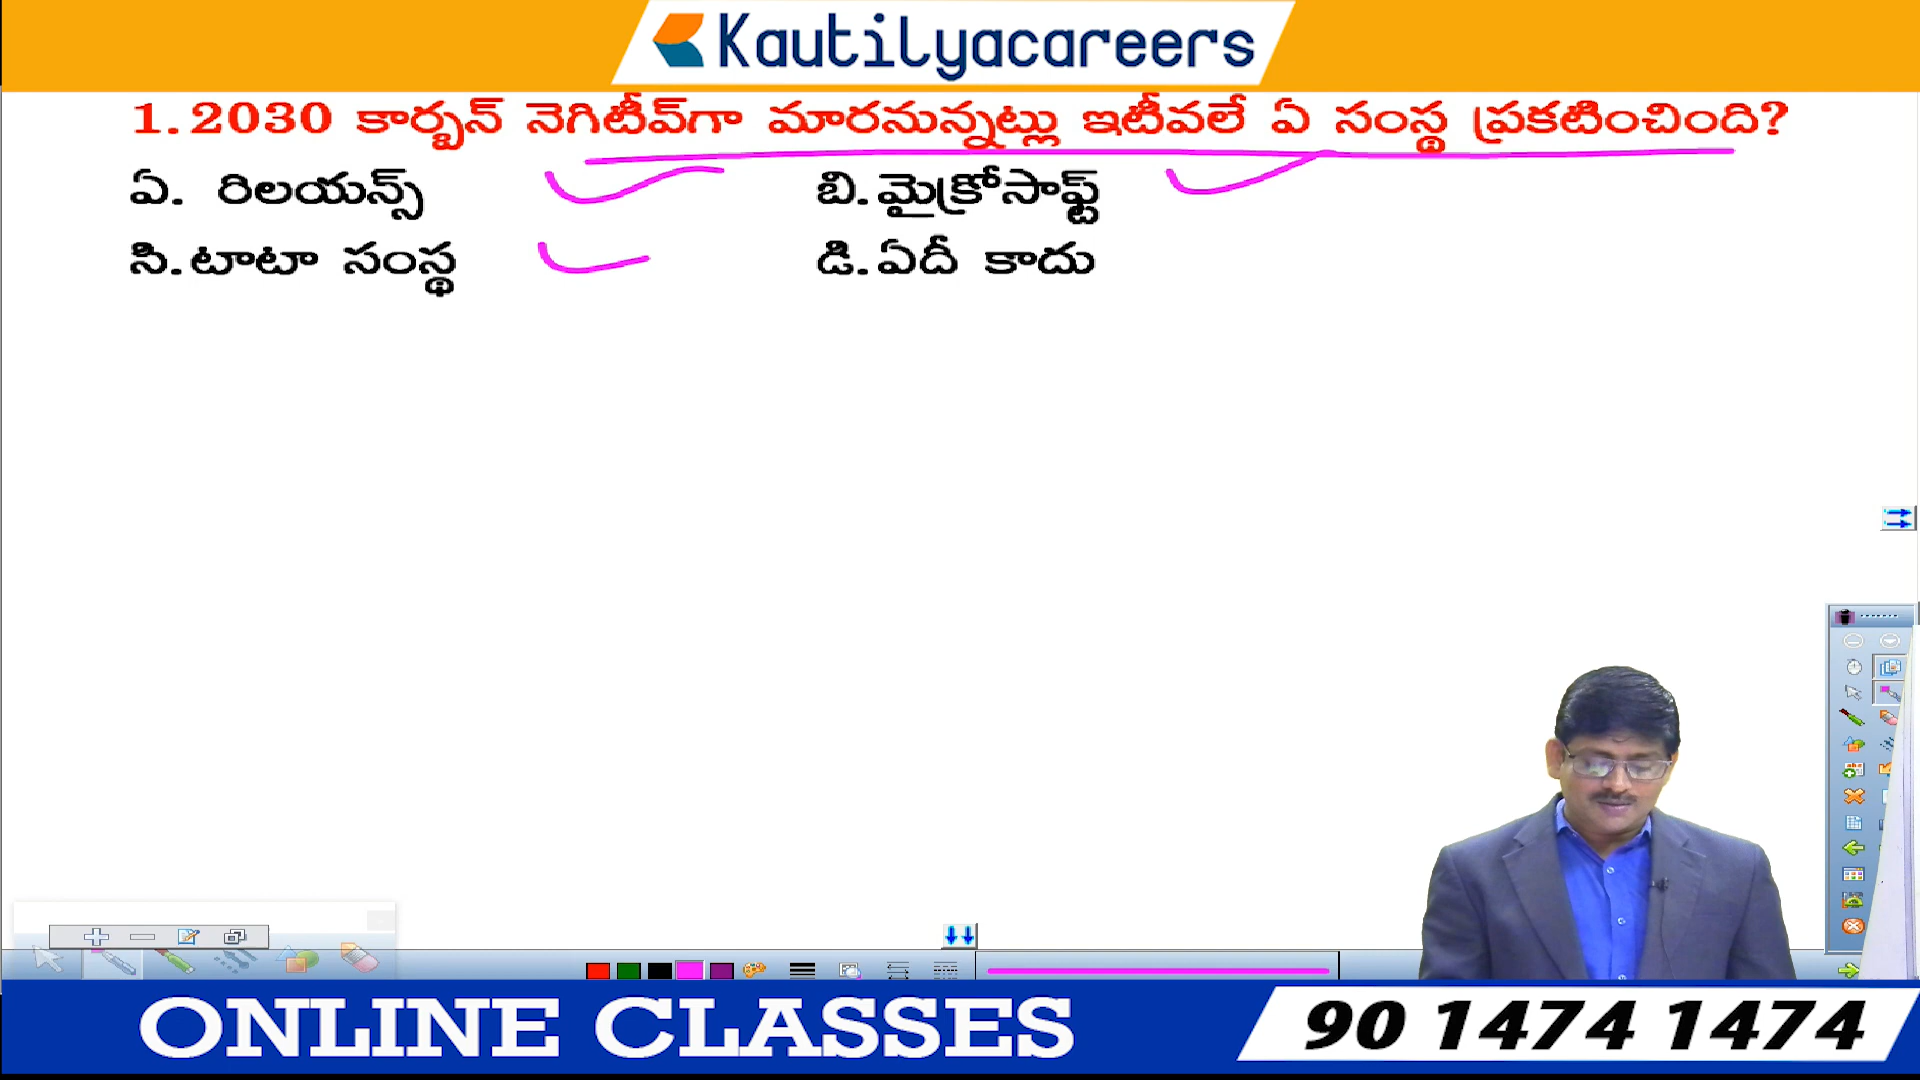 Kautilyacareers
1. 2030 కార్బన్ నెగిటీవ్‌గా మారనున్నట్లు ఇటీవలే ఏ సంస్థ ప్రకటించింది?
ఏ. రిలయన్స్ బి. మైక్రోసాఫ్ట్
సి. టాటా సంస్థ డి. ఏదీ కాదు
ONLINE CLASSES 90 1474 1474